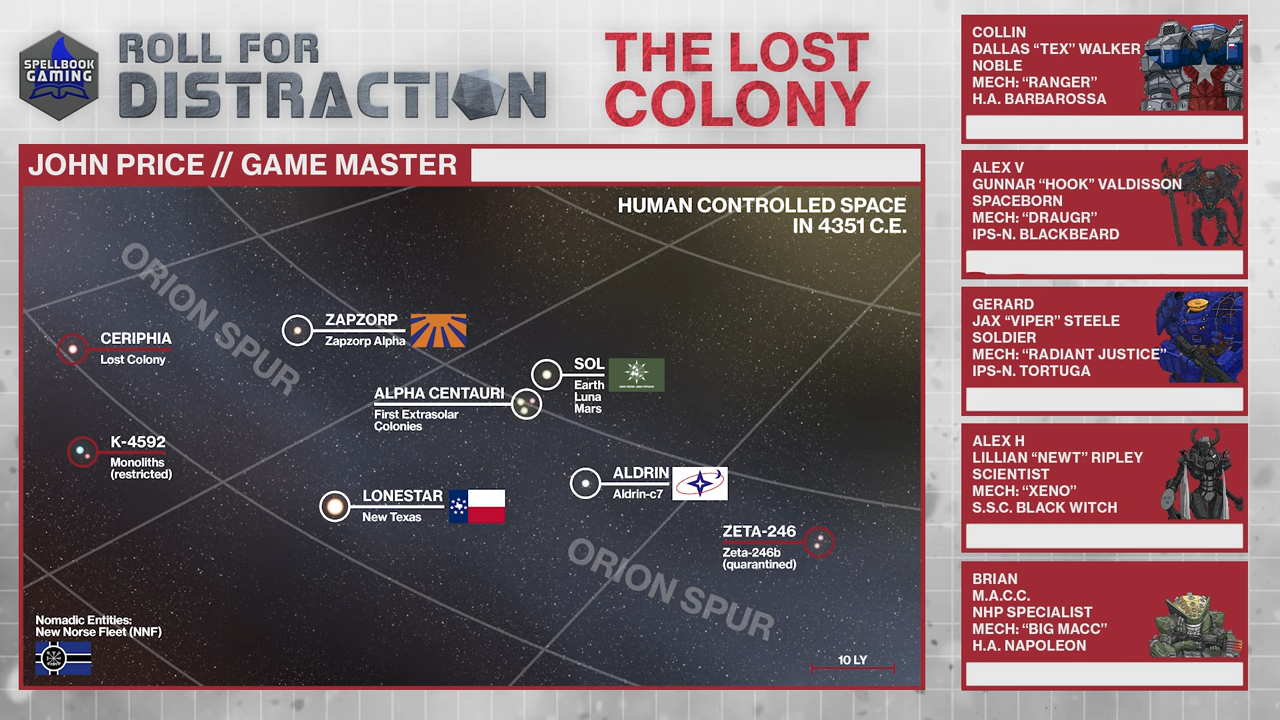 SPELLBOOK
GAMING
ROLL FOR
DISTRACTION
THE LOST
COLONY
JOHN PRICE // GAME MASTER
HUMAN CONTROLLED SPACE
IN 4351 C.E.
ORION SPUR
CERIPHIA
Lost Colony
ZAPZORP
Zapzorp Alpha
SOL
Earth
Luna
Mars
ALPHA CENTAURI
First Extrasolar
Colonies
K-4592
Monoliths
(restricted)
LONESTAR
New Texas
ALDRIN
Aldrin-c7
ZETA-246
Zeta-246b
(quarantined)
ORION SPUR
Nomadic Entities:
New Norse Fleet (NNF)
10 LY
COLLIN
DALLAS “TEX” WALKER
NOBLE
MECH: “RANGER”
H.A. BARBAROSSA
ALEX V
GUNNAR “HOOK” VALDISSON
SPACEBORN
MECH: “DRAUGR”
IPS-N. BLACKBEARD
GERARD
JAX “VIPER” STEELE
SOLDIER
MECH: “RADIANT JUSTICE”
IPS-N. TORTUGA
ALEX H
LILLIAN “NEWT” RIPLEY
SCIENTIST
MECH: “XENO”
S.S.C. BLACK WITCH
BRIAN
M.A.C.C.
NHP SPECIALIST
MECH: “BIG MACC”
H.A. NAPOLEON